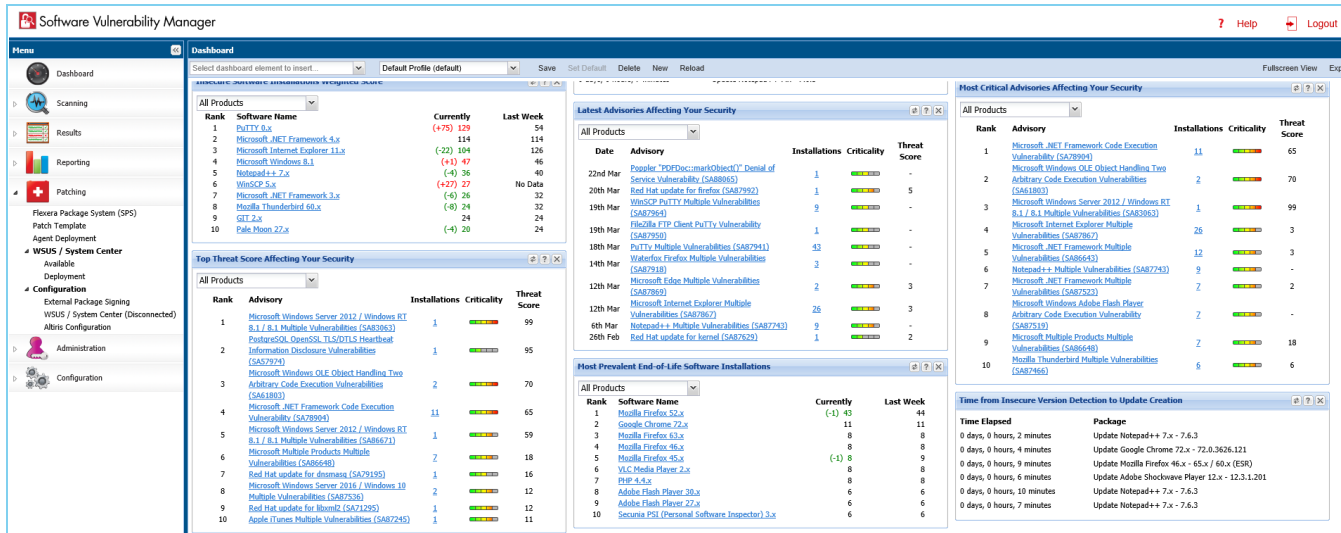 Software Vulnerability Manager
? Help
Logout
Menu
Dashboard
Scanning
Results
Reporting
Patching
Flexera Package System (SPS)
Patch Template
Agent Deployment
WSUS / System Center
Available
Deployment
Configuration
External Package Signing
WSUS / System Center (Disconnected)
Altiris Configuration
Administration
Configuration
Dashboard
Select dashboard element to insert...
Default Profile (default)
Save Set Default Delete New Reload
Fullscreen View Exp
Insecure Software Installations Weighted Score
All Products
Rank Software Name Currently Last Week
1 PuTTY 0.x (+75) 129 54
2 Microsoft .NET Framework 4.x 114 114
3 Microsoft Internet Explorer 11.x (-22) 104 126
4 Microsoft Windows 8.1 (+1) 47 46
5 Notepad++ 7.x (-4) 36 40
6 WinSCP 5.x (+27) 27 No Data
7 Microsoft .NET Framework 3.x (-6) 26 32
8 Mozilla Thunderbird 60.x (-8) 24 32
9 GIT 2.x 24 24
10 Pale Moon 27.x (-4) 20 24
Top Threat Score Affecting Your Security
All Products
Rank Advisory Installations Criticality Threat Score
1 Microsoft Windows Server 2012 / Windows RT 8.1 / 8.1 Multiple Vulnerabilities (SA83063) 1 99
2 PostgreSQL OpenSSL TLS/DTLS Heartbeat Information Disclosure Vulnerabilities (SA57974) 1 95
3 Microsoft Windows OLE Object Handling Two Arbitrary Code Execution Vulnerabilities (SA61803) 2 70
4 Microsoft .NET Framework Code Execution Vulnerability (SA78904) 11 65
5 Microsoft Windows Server 2012 / Windows RT 8.1 / 8.1 Multiple Vulnerabilities (SA86671) 1 59
6 Microsoft Multiple Products Multiple Vulnerabilities (SA86648) 7 18
7 Red Hat update for dnsmasq (SA79195) 1 16
8 Microsoft Windows Server 2016 / Windows 10 Multiple Vulnerabilities (SA87536) 2 12
9 Red Hat update for libxml2 (SA71295) 1 12
10 Apple iTunes Multiple Vulnerabilities (SA87245) 1 11
Latest Advisories Affecting Your Security
All Products
Date Advisory Installations Criticality Threat Score
22nd Mar Poppler "PDFDoc::markObject()" Denial of Service Vulnerability (SA88065) 1 -
20th Mar Red Hat update for firefox (SA87992) 1 5
19th Mar WinSCP PuTTY Multiple Vulnerabilities (SA87964) 9 -
19th Mar FileZilla FTP Client PuTTy Vulnerability (SA87950) 1 -
18th Mar PuTTy Multiple Vulnerabilities (SA87941) 43 -
14th Mar Waterfox Firefox Multiple Vulnerabilities (SA87918) 3 -
12th Mar Microsoft Edge Multiple Vulnerabilities (SA87869) 2 3
12th Mar Microsoft Internet Explorer Multiple Vulnerabilities (SA87867) 26 3
6th Mar Notepad++ Multiple Vulnerabilities (SA87743) 9 -
26th Feb Red Hat update for kernel (SA87629) 1 2
Most Prevalent End-of-Life Software Installations
All Products
Rank Software Name Currently Last Week
1 Mozilla Firefox 52.x (-1) 43 44
2 Google Chrome 72.x 11 11
3 Mozilla Firefox 63.x 8 8
4 Mozilla Firefox 46.x 8 8
5 Mozilla Firefox 45.x (-1) 8 9
6 VLC Media Player 2.x 8 8
7 PHP 4.4.x 8 8
8 Adobe Flash Player 30.x 6 6
9 Adobe Flash Player 27.x 6 6
10 Secunia PSI (Personal Software Inspector) 3.x 6 6
Most Critical Advisories Affecting Your Security
All Products
Rank Advisory Installations Criticality Threat Score
1 Microsoft .NET Framework Code Execution Vulnerability (SA78904) 11 65
2 Microsoft Windows OLE Object Handling Two Arbitrary Code Execution Vulnerabilities (SA61803) 2 70
3 Microsoft Windows Server 2012 / Windows RT 8.1 / 8.1 Multiple Vulnerabilities (SA83063) 1 99
4 Microsoft Internet Explorer Multiple Vulnerabilities (SA87867) 26 3
5 Microsoft .NET Framework Multiple Vulnerabilities (SA86643) 12 3
6 Notepad++ Multiple Vulnerabilities (SA87743) 9 -
7 Microsoft .NET Framework Multiple Vulnerabilities (SA87523) 7 2
8 Microsoft Windows Adobe Flash Player Arbitrary Code Execution Vulnerability (SA87519) 7 -
9 Microsoft Multiple Products Multiple Vulnerabilities (SA86648) 7 18
10 Mozilla Thunderbird Multiple Vulnerabilities (SA87466) 6 6
Time from Insecure Version Detection to Update Creation
Time Elapsed Package
0 days, 0 hours, 2 minutes Update Notepad++ 7.x - 7.6.3
0 days, 0 hours, 4 minutes Update Google Chrome 72.x - 72.0.3626.121
0 days, 0 hours, 9 minutes Update Mozilla Firefox 46.x - 65.x / 60.x (ESR)
0 days, 0 hours, 6 minutes Update Adobe Shockwave Player 12.x - 12.3.1.201
0 days, 0 hours, 10 minutes Update Notepad++ 7.x - 7.6.3
0 days, 0 hours, 7 minutes Update Notepad++ 7.x - 7.6.3